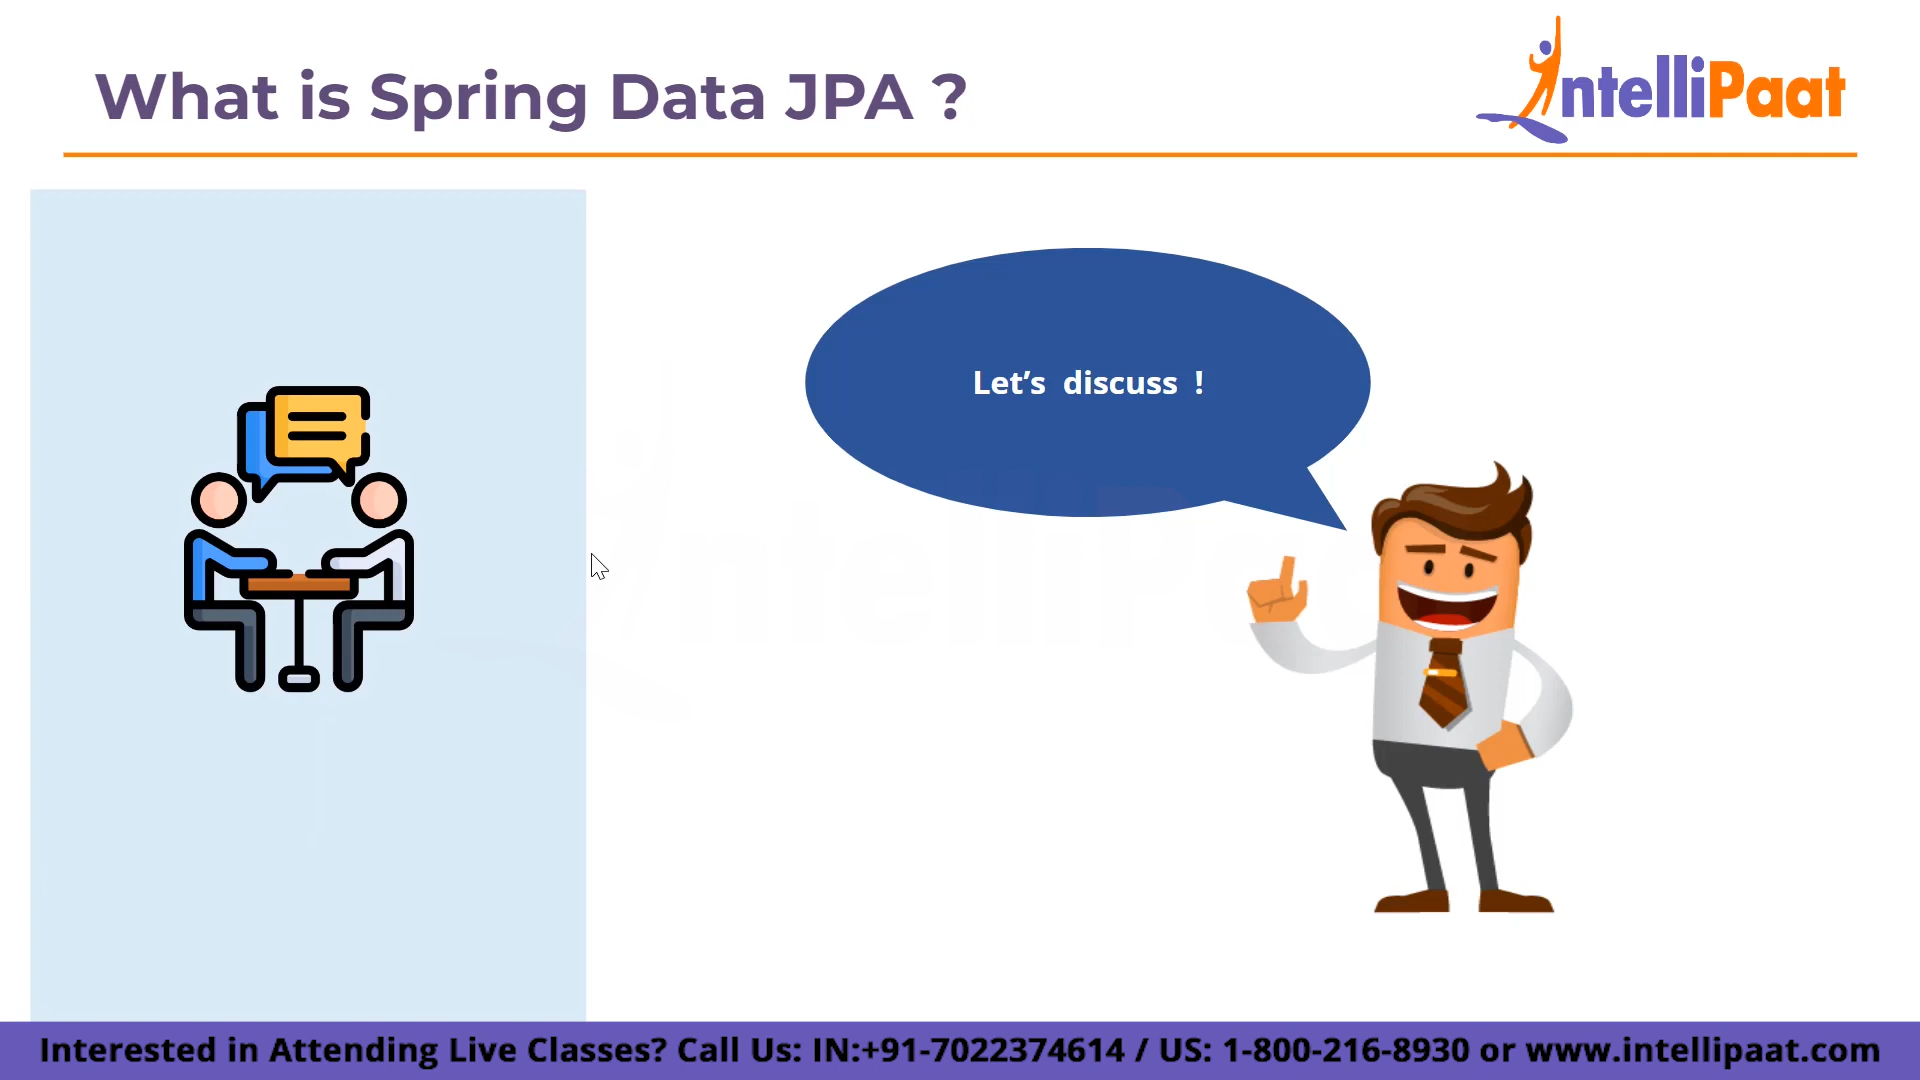 What is Spring Data JPA ?
IntelliPaat
Let’s discuss !
Interested in Attending Live Classes? Call Us: IN:+91-7022374614 / US: 1-800-216-8930 or www.intellipaat.com